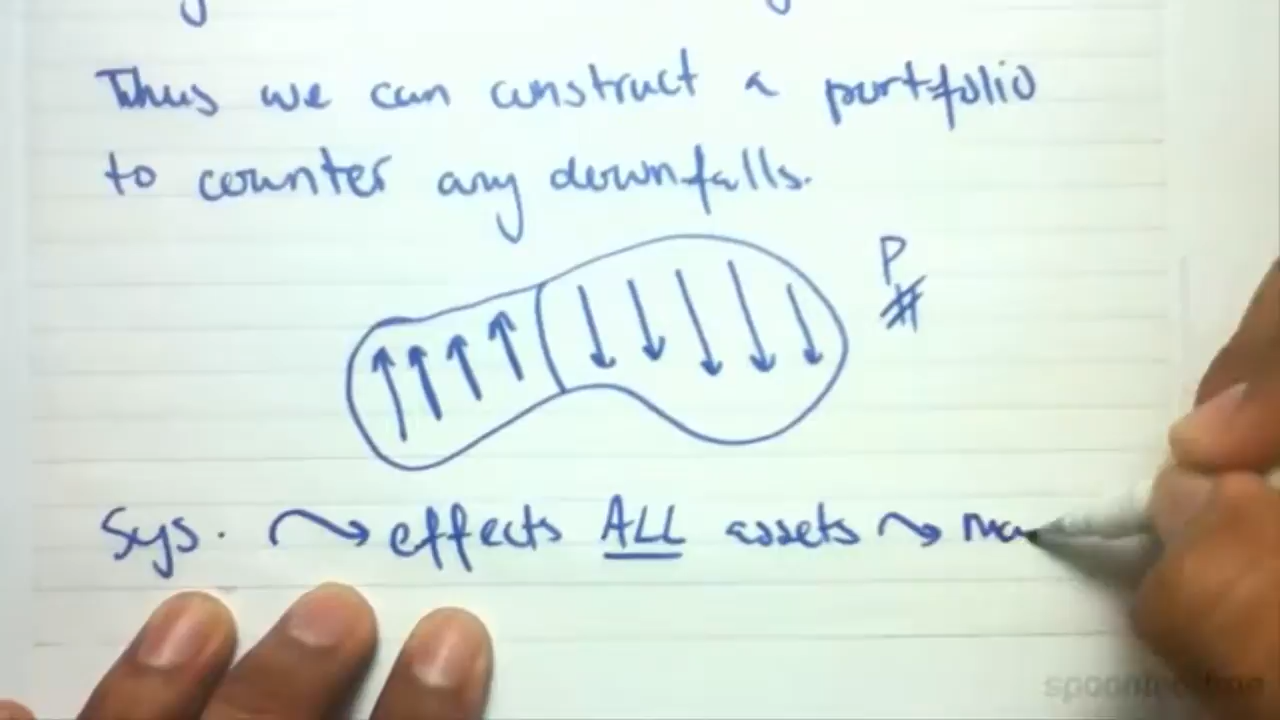 Thus we can construct a portfolio
to counter any downfalls.
P
Sys. effects ALL assets